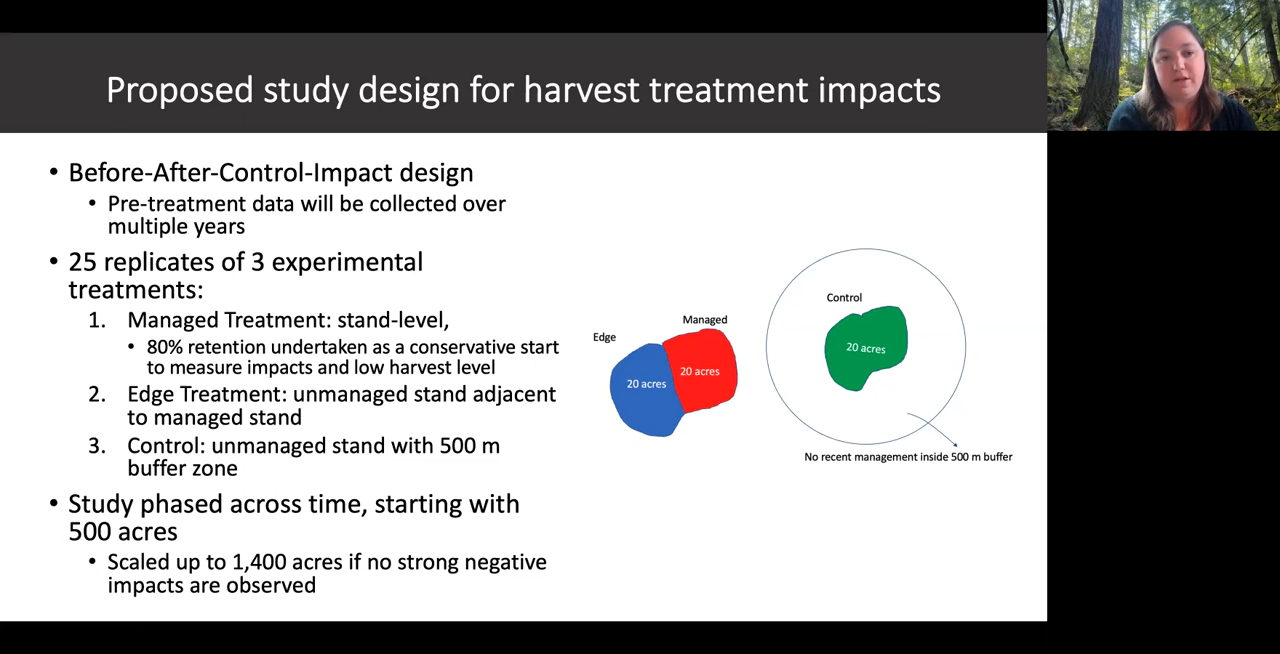 Proposed study design for harvest treatment impacts
• Before-After-Control-Impact design
• Pre-treatment data will be collected over
multiple years
• 25 replicates of 3 experimental
treatments:
1. Managed Treatment: stand-level,
• 80% retention undertaken as a conservative start
to measure impacts and low harvest level
2. Edge Treatment: unmanaged stand adjacent
to managed stand
3. Control: unmanaged stand with 500 m
buffer zone
• Study phased across time, starting with
500 acres
• Scaled up to 1,400 acres if no strong negative
impacts are observed
Edge
Managed
20 acres
20 acres
Control
20 acres
No recent management inside 500 m buffer